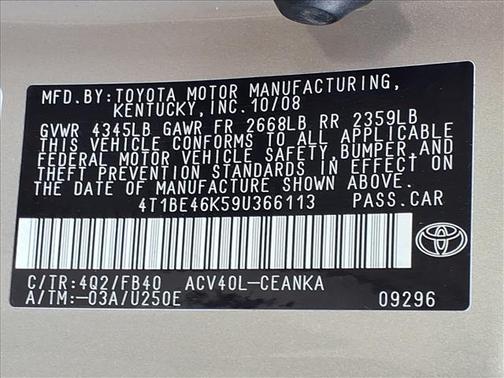 MFD.BY:TOYOTA MOTOR MANUFACTURING,
KENTUCKY,INC.10/08
GVWR 4345LB GAWR FR 2668LB RR 2359LB
THIS VEHICLE CONFORMS TO ALL APPLICABLE
FEDERAL MOTOR VEHICLE SAFETY,BUMPER,AND
THEFT PREVENTION STANDARDS IN EFFECT ON
THE DATE OF MANUFACTURE SHOWN ABOVE.
4T1BE46K59U366113 PASS.CAR
C/TR:4Q2/FB40 ACV40L-CEANKA
A/TM:-03A/U250E 09296